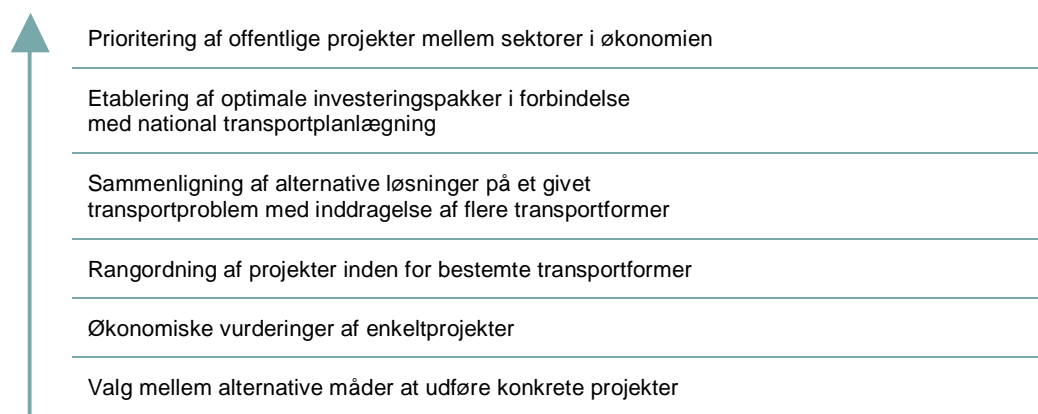 Prioritering af offentlige projekter mellem sektorer i økonomien
Etablering af optimale investeringspakker i forbindelse
med national transportplanlægning
Sammenligning af alternative løsninger på et givet
transportproblem med inddragelse af flere transportformer
Rangordning af projekter inden for bestemte transportformer
Økonomiske vurderinger af enkeltprojekter
Valg mellem alternative måder at udføre konkrete projekter